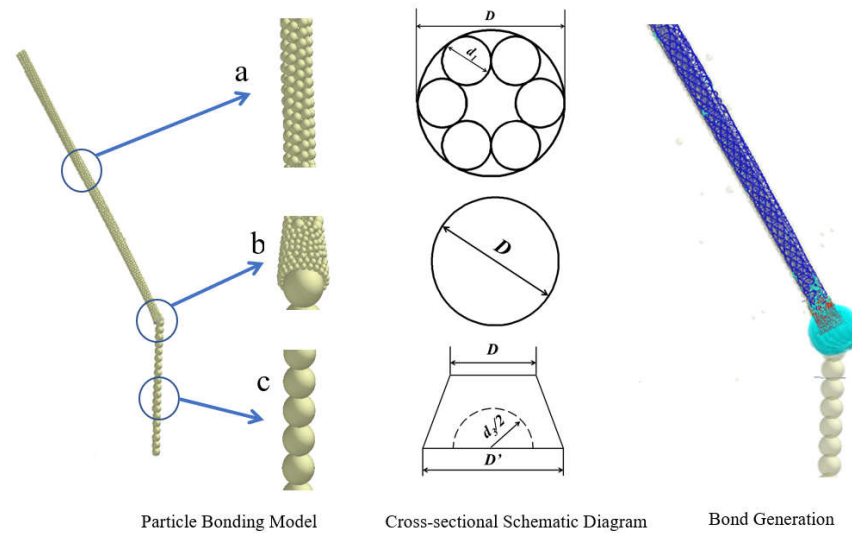 a
b
c
D
d₁
D
D
d₃/2
D'
Particle Bonding Model
Cross-sectional Schematic Diagram
Bond Generation